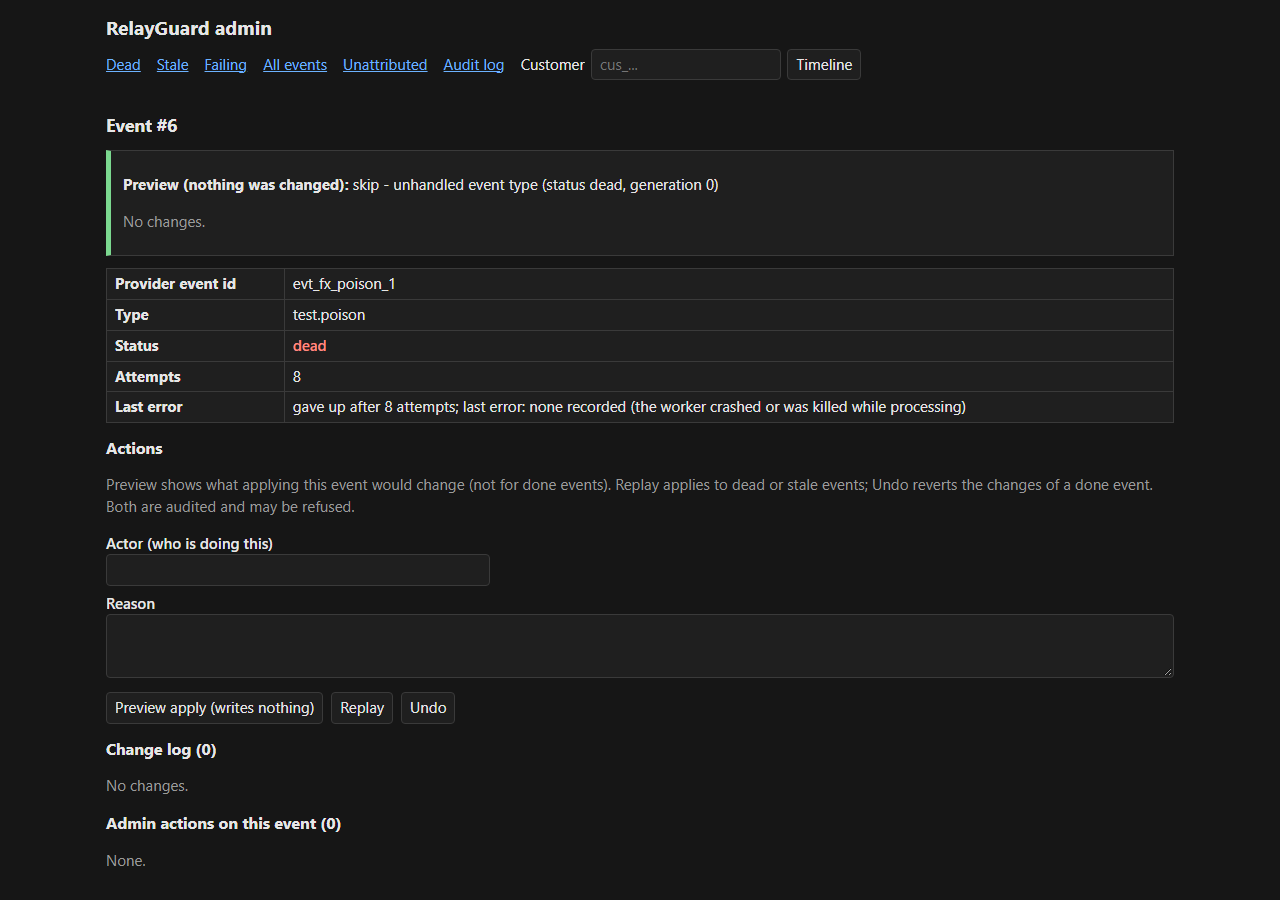 RelayGuard admin
Dead Stale Failing All events Unattributed Audit log Customer cus_... Timeline
Event #6
Preview (nothing was changed): skip - unhandled event type (status dead, generation 0)
No changes.
Provider event id evt_fx_poison_1
Type test.poison
Status dead
Attempts 8
Last error gave up after 8 attempts; last error: none recorded (the worker crashed or was killed while processing)
Actions
Preview shows what applying this event would change (not for done events). Replay applies to dead or stale events; Undo reverts the changes of a done event.
Both are audited and may be refused.
Actor (who is doing this)
Reason
Preview apply (writes nothing) Replay Undo
Change log (0)
No changes.
Admin actions on this event (0)
None.